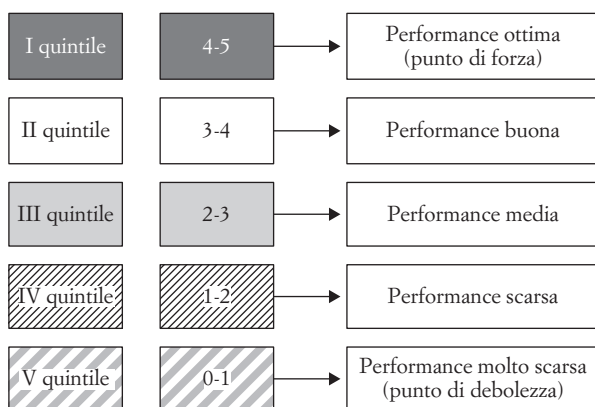 I quintile
4-5
Performance ottima
(punto di forza)
II quintile
3-4
Performance buona
III quintile
2-3
Performance media
IV quintile
1-2
Performance scarsa
V quintile
0-1
Performance molto scarsa
(punto di debolezza)